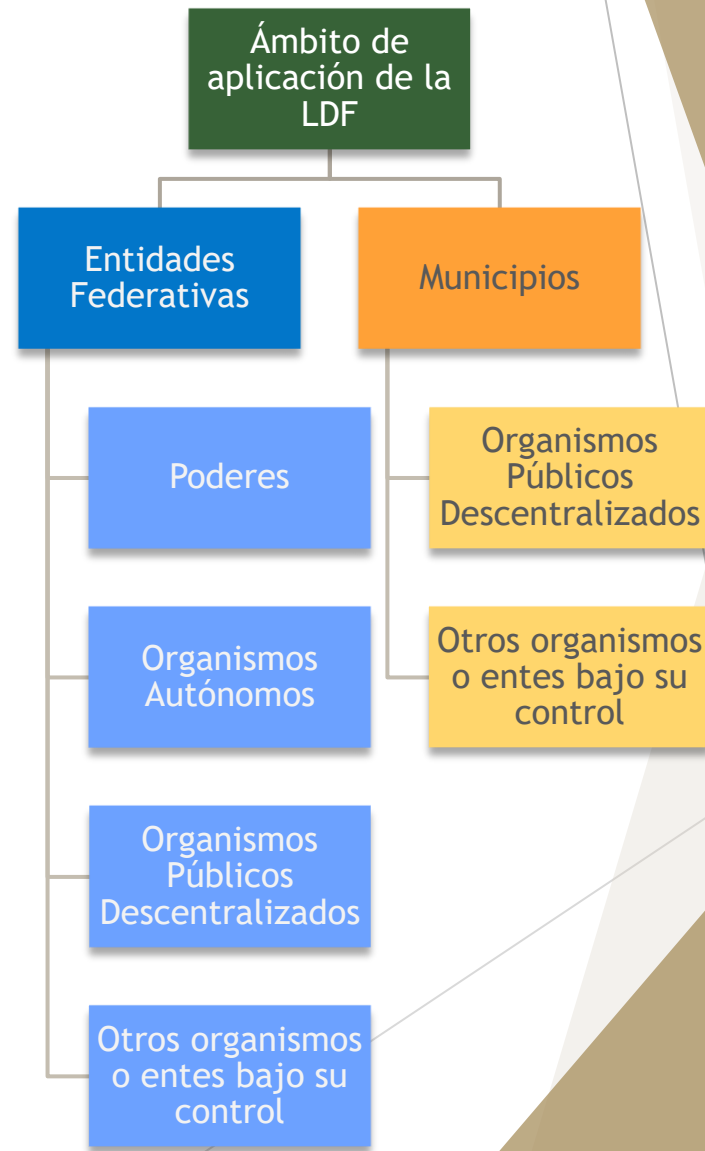 Ámbito de
aplicación de la
LDF
Entidades
Federativas
Municipios
Poderes
Organismos
Autónomos
Organismos
Públicos
Descentralizados
Otros organismos
o entes bajo su
control
Organismos
Públicos
Descentralizados
Otros organismos
o entes bajo su
control